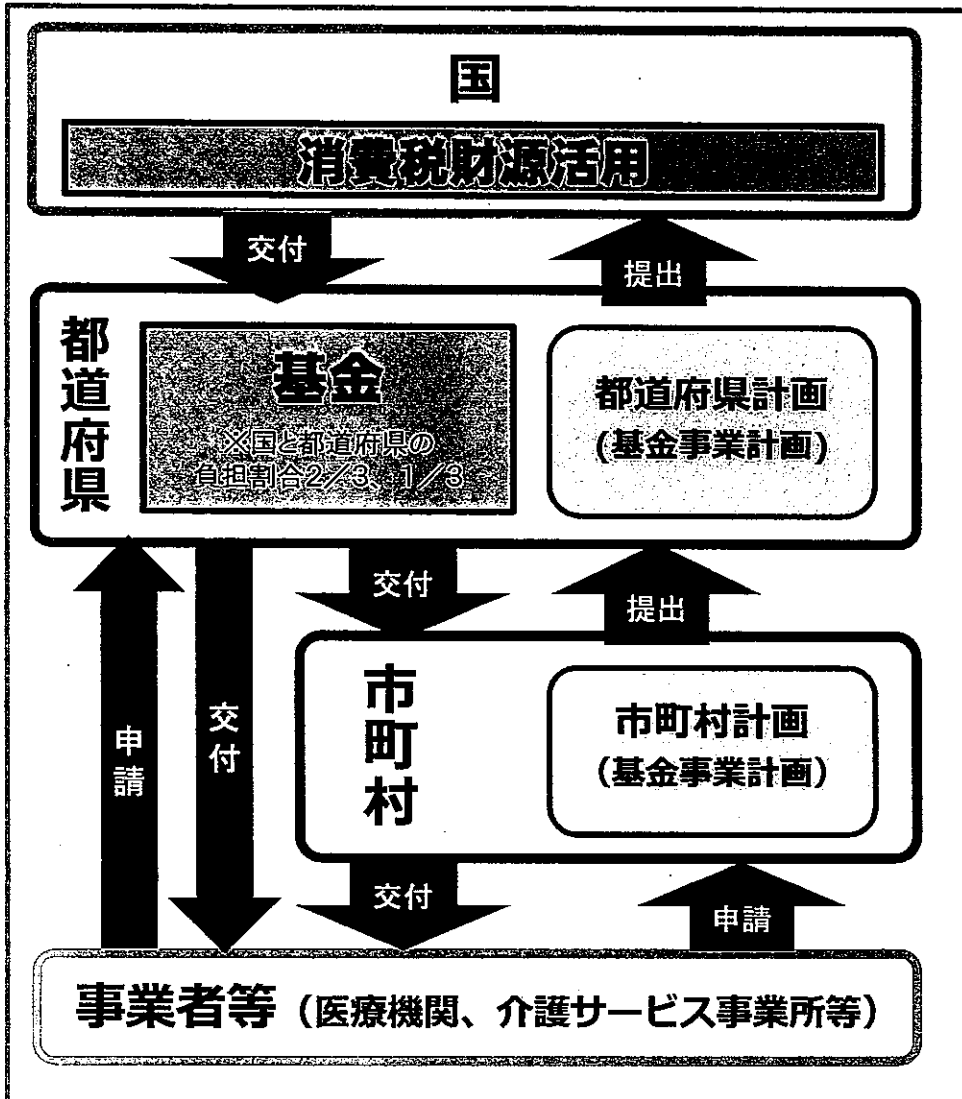 国
消費税財源活用
交付
提出
都道府県
基金
※国と都道府県の
負担割合2/3、1/3
都道府県計画
(基金事業計画)
交付
提出
申請
交付
市町村
市町村計画
(基金事業計画)
交付
申請
事業者等(医療機関、介護サービス事業所等)